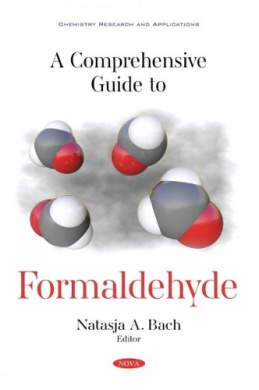 Chemistry Research and Applications
A Comprehensive
Guide to
Formaldehyde
Natasja A. Bach
Editor
NOVA